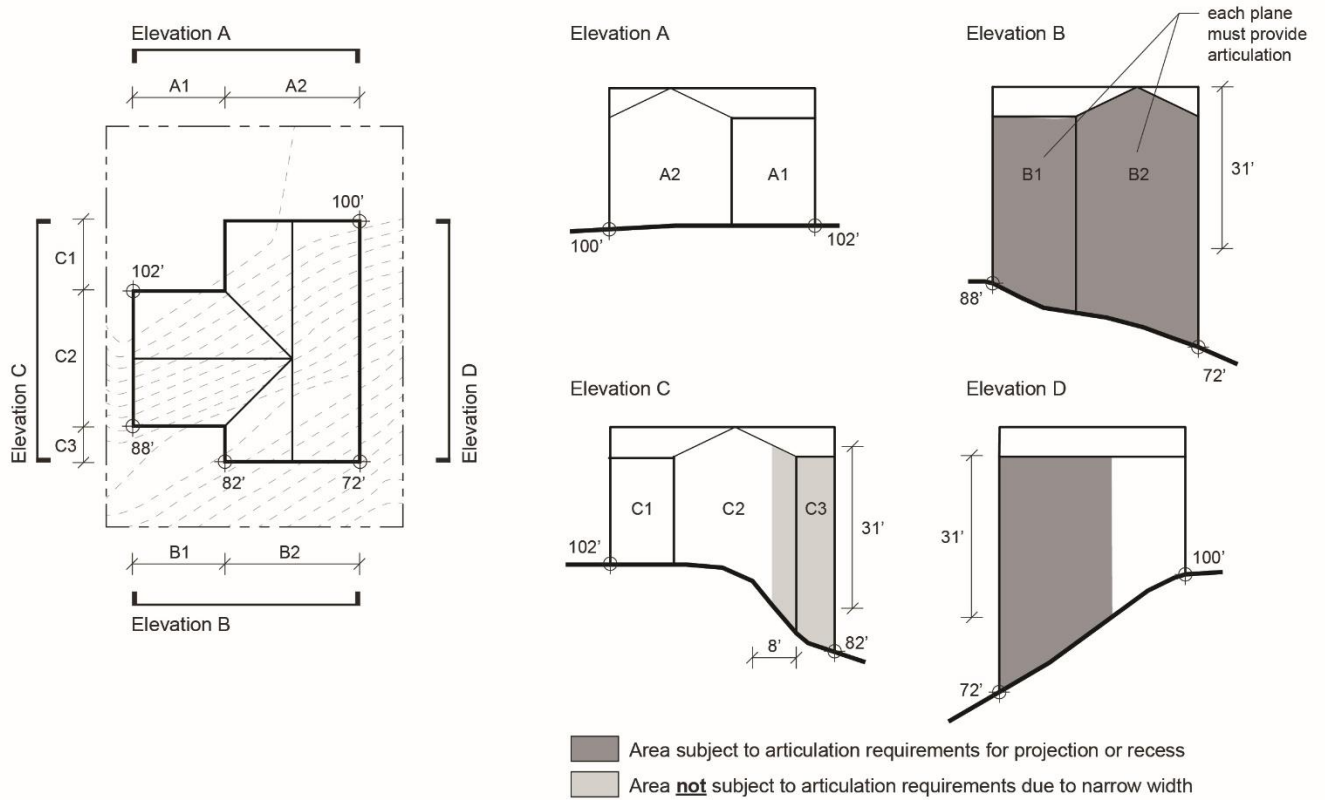 Elevation A
A1 A2
100'
102'
C1
C2
C3
88'
82'
72'
Elevation C
Elevation D
B1 B2
Elevation B
Elevation A
A2
A1
100'
102'
Elevation B
each plane
must provide
articulation
B1
B2
31'
88'
72'
Elevation C
C1
C2
C3
102'
31'
8'
82'
Elevation D
31'
100'
72'
Area subject to articulation requirements for projection or recess
Area not subject to articulation requirements due to narrow width